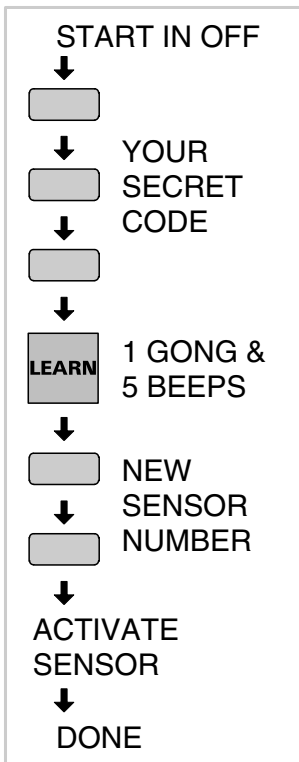 START IN OFF
YOUR
SECRET
CODE
LEARN
1 GONG &
5 BEEPS
NEW
SENSOR
NUMBER
ACTIVATE
SENSOR
DONE